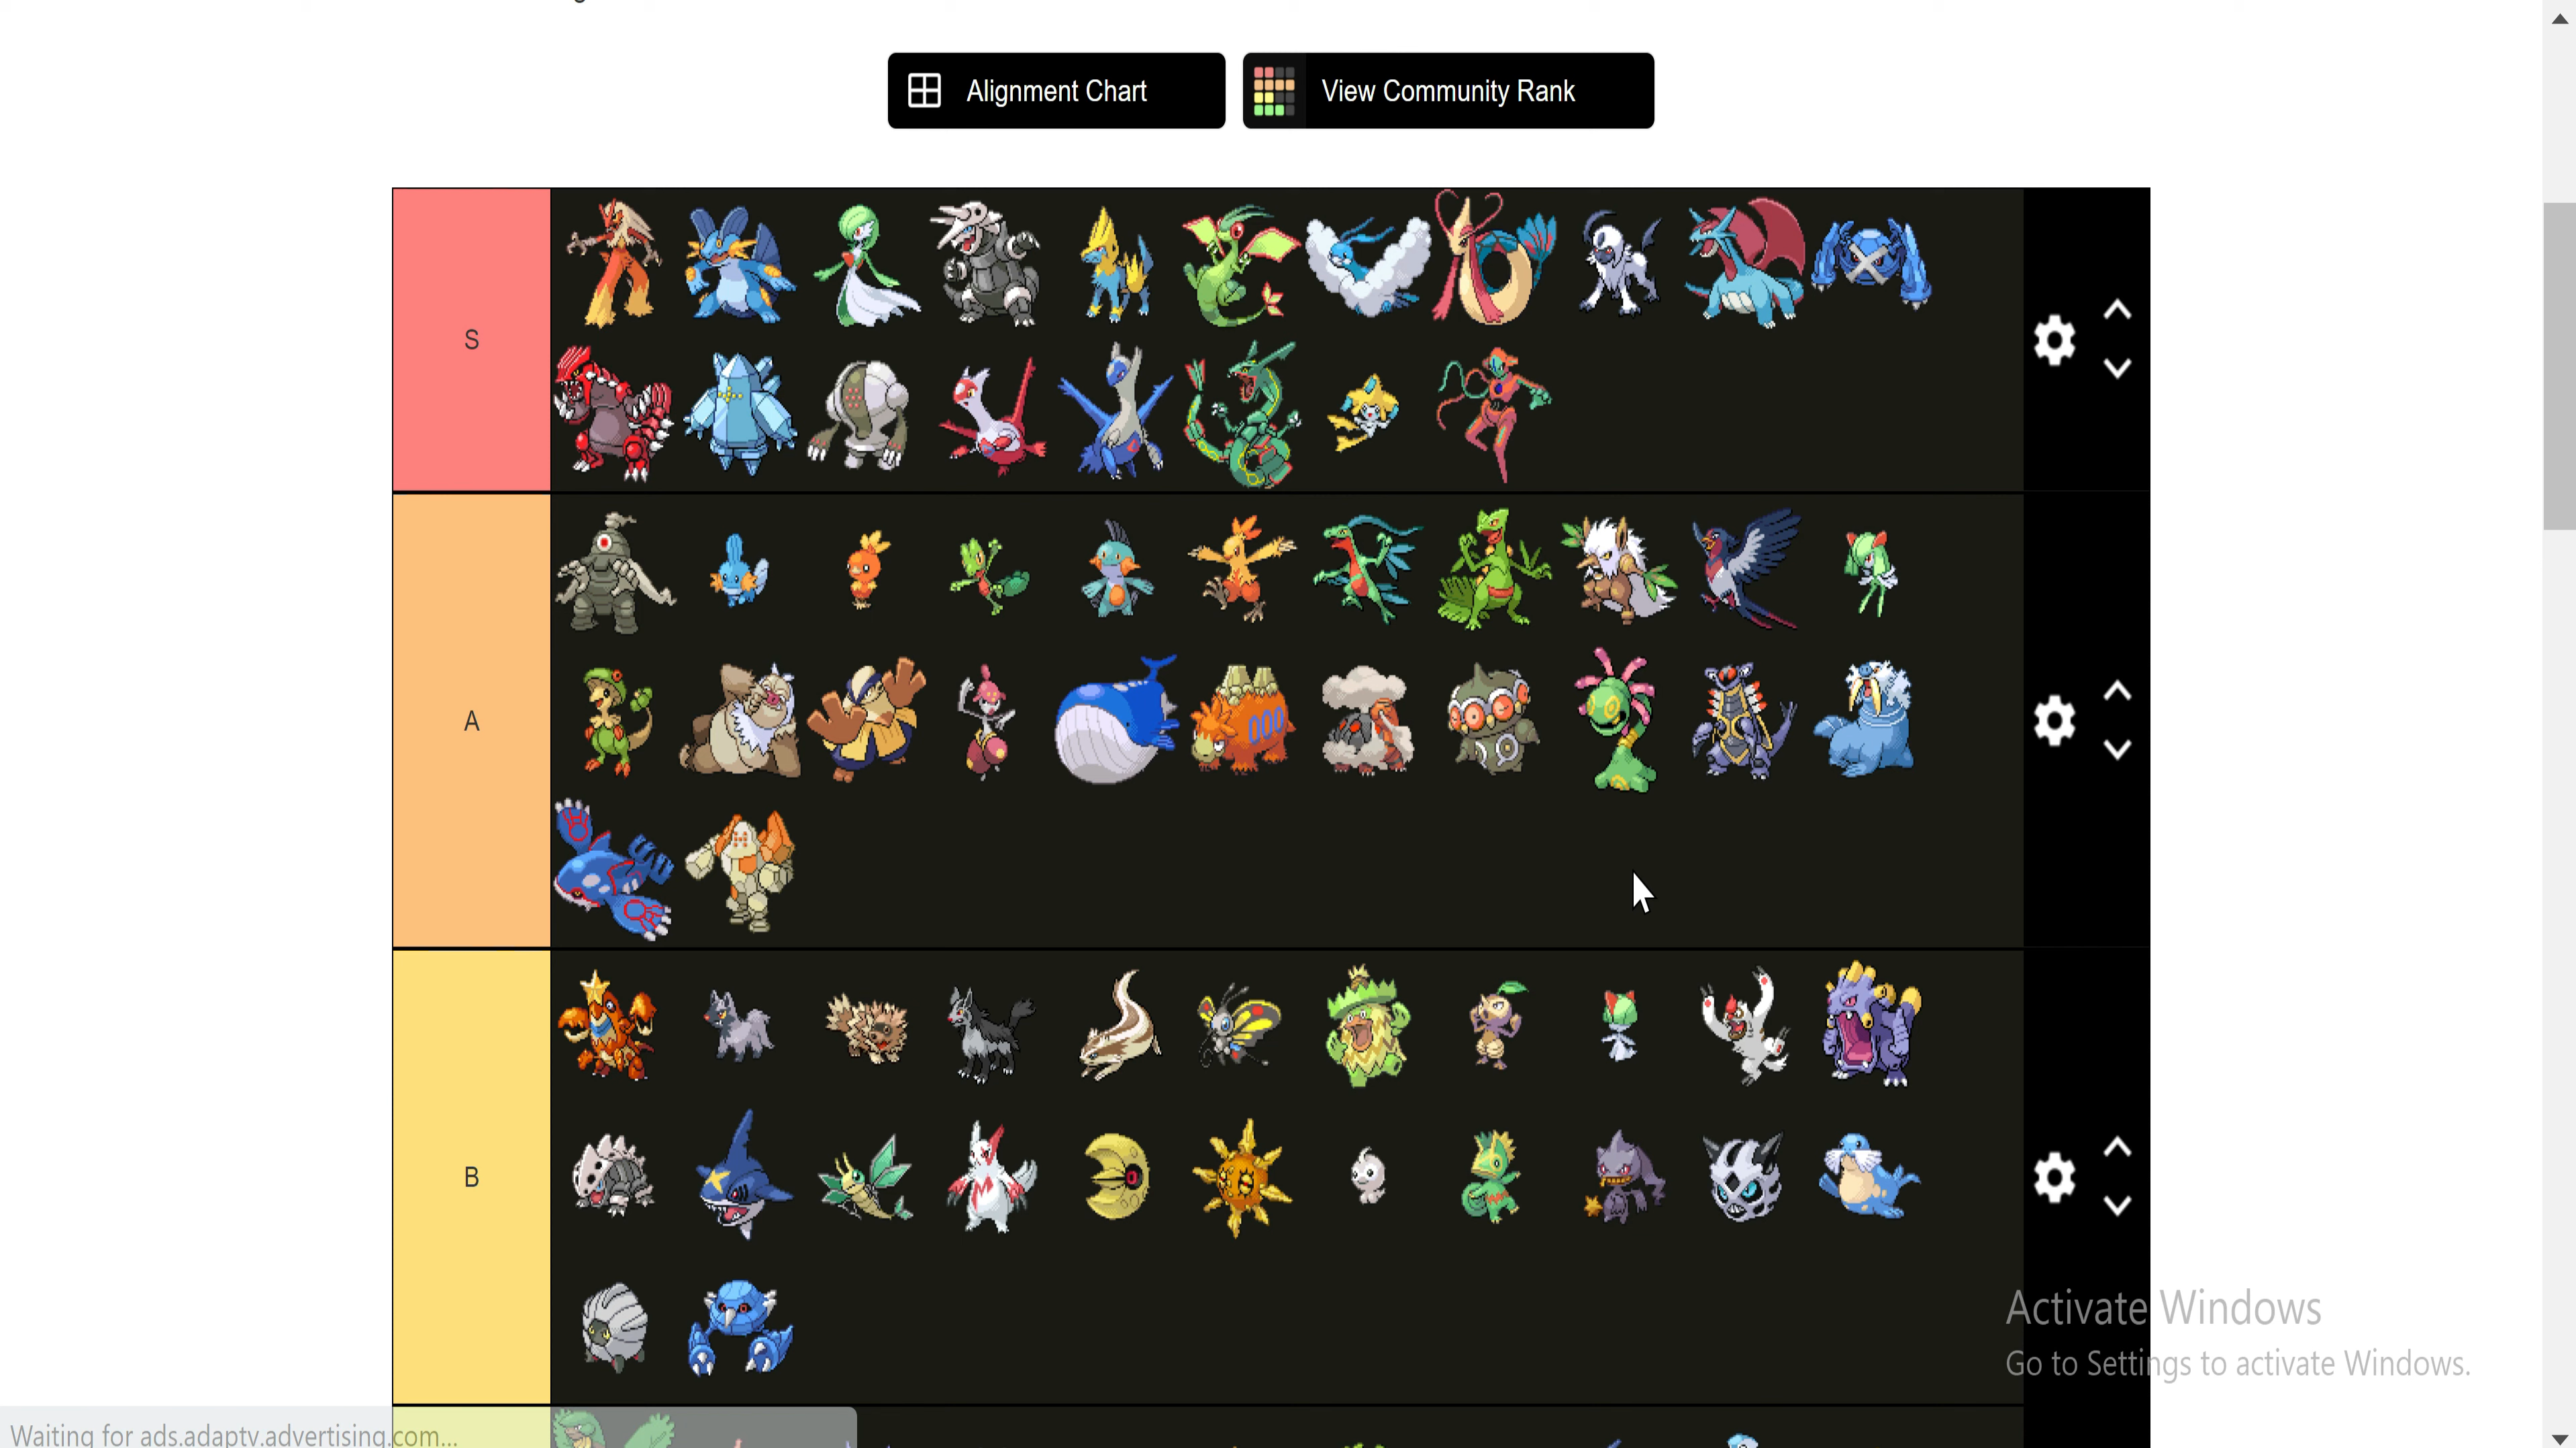 Alignment Chart
View Community Rank
S
A
B
Activate Windows
Go to Settings to activate Windows.
Waiting for ads.adaptv.advertising.com...